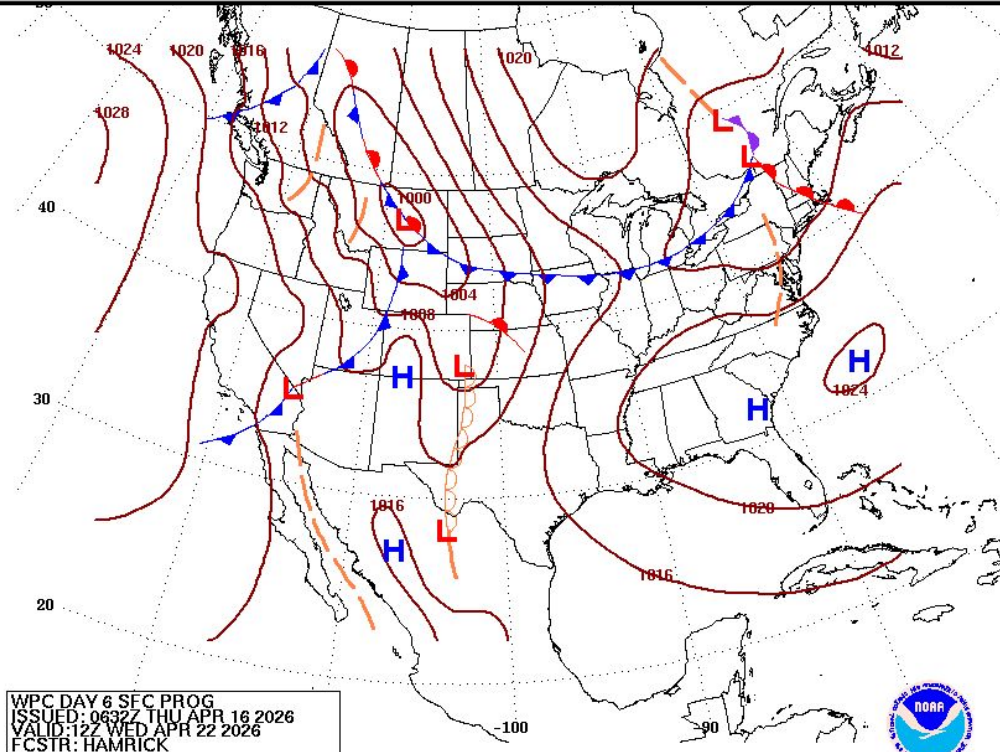 1024 1020 1016 1020 1012
1028
1012
40
1000
1004
1008
L
L
L
H
L
L
H
H
1024
30
1016
1020
L
H
1016
20
-100 -90
WPC DAY 6 SFC PROG
ISSUED: 0632Z THU APR 16 2026
VALID:12Z WED APR 22 2026
FCSTR: HAMRICK
NOAA